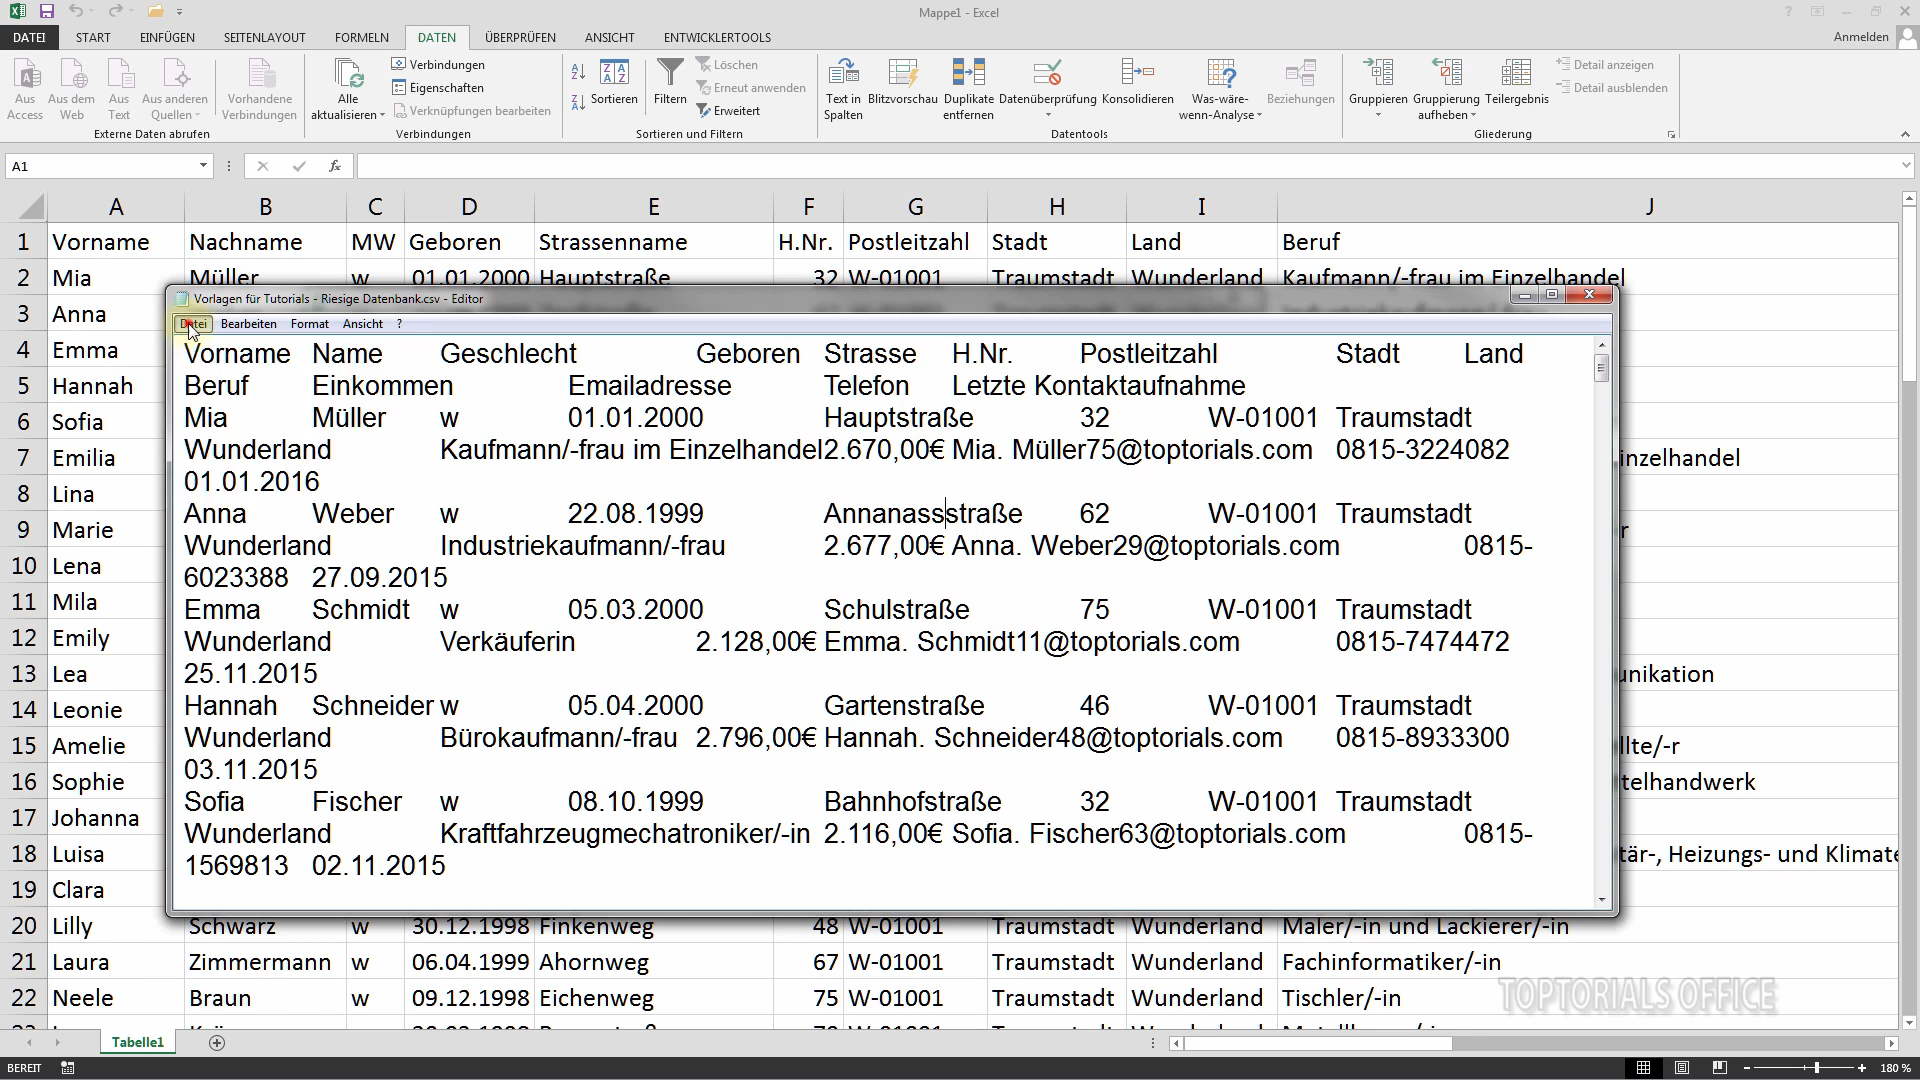 Mappe1 - Excel
DATEI START EINFÜGEN SEITENLAYOUT FORMELN DATEN ÜBERPRÜFEN ANSICHT ENTWICKLERTOOLS Anmelden
Aus Access
Aus dem Web
Aus Text
Aus anderen Quellen
Vorhandene Verbindungen
Externe Daten abrufen
Alle aktualisieren
Verbindungen
Eigenschaften
Verknüpfungen bearbeiten
Verbindungen
Sortieren
Filtern
Löschen
Erneut anwenden
Erweitert
Sortieren und Filtern
Text in Spalten
Blitzvorschau
Duplikate entfernen
Datenüberprüfung
Konsolidieren
Was-wäre-wenn-Analyse
Beziehungen
Datentools
Gruppieren
Gruppierung aufheben
Teilergebnis
Detail anzeigen
Detail ausblenden
Gliederung
A1
A B C D E F G H I J
1 Vorname Nachname MW Geboren Strassenname H.Nr. Postleitzahl Stadt Land Beruf
2 Mia Müller w 01.01.2000 Hauptstraße 32 W-01001 Traumstadt Wunderland Kaufmann/-frau im Einzelhandel
3 Anna
4 Emma
5 Hannah
6 Sofia
7 Emilia inzelhandel
8 Lina
9 Marie
10 Lena
11 Mila
12 Emily
13 Lea unikation
14 Leonie
15 Amelie llte/-r
16 Sophie telhandwerk
17 Johanna
18 Luisa tär-, Heizungs- und Klimate
19 Clara
20 Lilly Schwarz w 30.12.1998 Finkenweg 48 W-01001 Traumstadt Wunderland Maler/-in und Lackierer/-in
21 Laura Zimmermann w 06.04.1999 Ahornweg 67 W-01001 Traumstadt Wunderland Fachinformatiker/-in
22 Neele Braun w 09.12.1998 Eichenweg 75 W-01001 Traumstadt Wunderland Tischler/-in
Vorlagen für Tutorials - Riesige Datenbank.csv - Editor
Datei Bearbeiten Format Ansicht ?
Vorname Name Geschlecht Geboren Strasse H.Nr. Postleitzahl Stadt Land
Beruf Einkommen Emailadresse Telefon Letzte Kontaktaufnahme
Mia Müller w 01.01.2000 Hauptstraße 32 W-01001 Traumstadt
Wunderland Kaufmann/-frau im Einzelhandel 2.670,00€ Mia. Müller75@toptorials.com 0815-3224082
01.01.2016
Anna Weber w 22.08.1999 Annanassstraße 62 W-01001 Traumstadt
Wunderland Industriekaufmann/-frau 2.677,00€ Anna. Weber29@toptorials.com 0815-
6023388 27.09.2015
Emma Schmidt w 05.03.2000 Schulstraße 75 W-01001 Traumstadt
Wunderland Verkäuferin 2.128,00€ Emma. Schmidt11@toptorials.com 0815-7474472
25.11.2015
Hannah Schneider w 05.04.2000 Gartenstraße 46 W-01001 Traumstadt
Wunderland Bürokaufmann/-frau 2.796,00€ Hannah. Schneider48@toptorials.com 0815-8933300
03.11.2015
Sofia Fischer w 08.10.1999 Bahnhofstraße 32 W-01001 Traumstadt
Wunderland Kraftfahrzeugmechatroniker/-in 2.116,00€ Sofia. Fischer63@toptorials.com 0815-
1569813 02.11.2015
TOPTORIALS OFFICE
Tabelle1
BEREIT 180 %